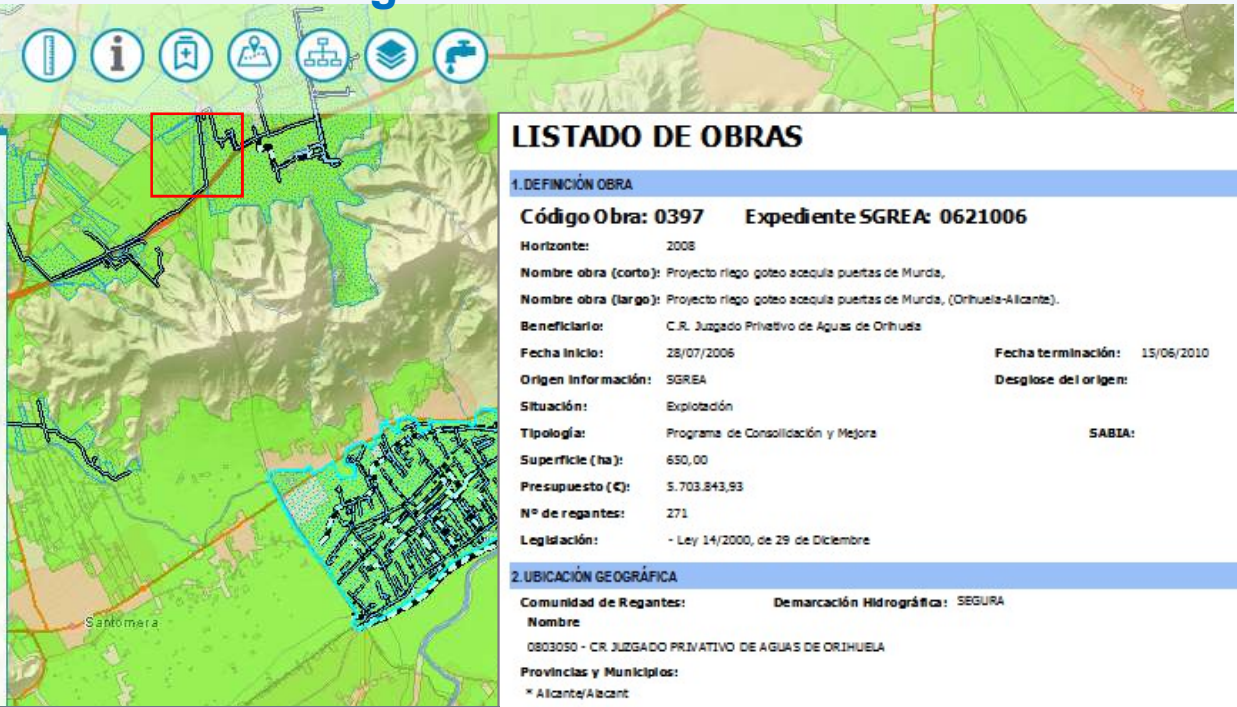 g
LISTADO DE OBRAS
1. DEFINICIÓN OBRA
Código Obra: 0397 Expediente SGREA: 0621006
Horizonte: 2008
Nombre obra (corto): Proyecto riego goteo acequia puertas de Murcia,
Nombre obra (largo): Proyecto riego goteo acequia puertas de Murcia, (Orihuela-Alicante).
Beneficiario: C.R. Juzgado Privativo de Aguas de Orihuela
Fecha inicio: 28/07/2006 Fecha terminación: 15/06/2010
Origen información: SGREA Desglose del origen:
Situación: Explotación
Tipología: Programa de Consolidación y Mejora SABIA:
Superficie (ha): 650,00
Presupuesto (€): 5.703.843,93
Nº de regantes: 271
Legislación: - Ley 14/2000, de 29 de Diciembre
2. UBICACIÓN GEOGRÁFICA
Comunidad de Regantes: Demarcación Hidrográfica: SEGURA
Nombre
0803050 - CR JUZGADO PRIVATIVO DE AGUAS DE ORIHUELA
Provincias y Municipios:
* Alicante/Alacant
Santomera